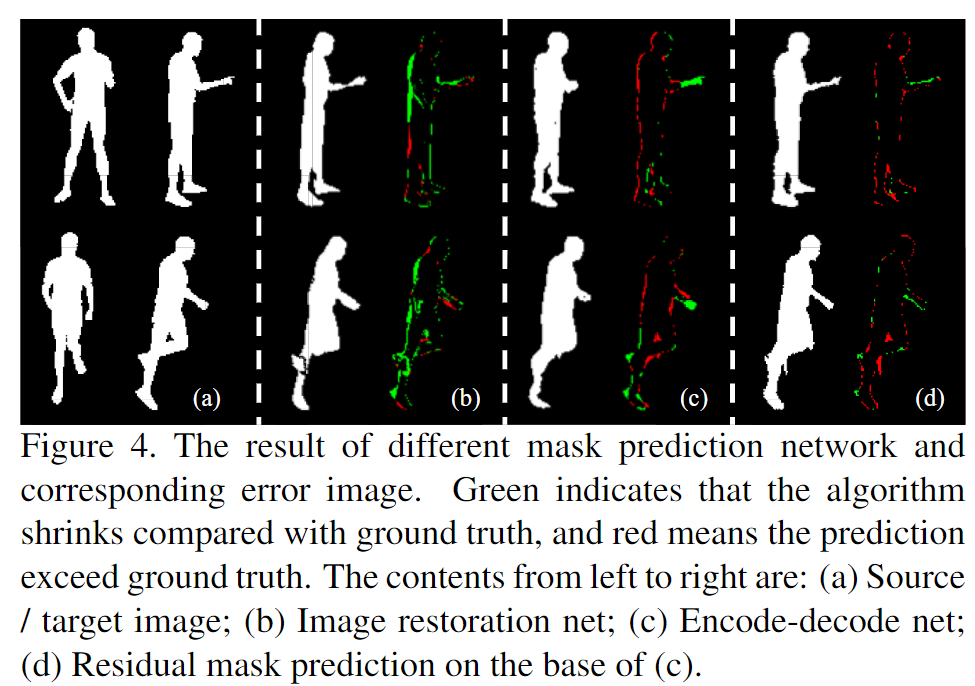 (a)
(b)
(c)
(d)
Figure 4. The result of different mask prediction network and
corresponding error image. Green indicates that the algorithm
shrinks compared with ground truth, and red means the prediction
exceed ground truth. The contents from left to right are: (a) Source
/ target image; (b) Image restoration net; (c) Encode-decode net;
(d) Residual mask prediction on the base of (c).